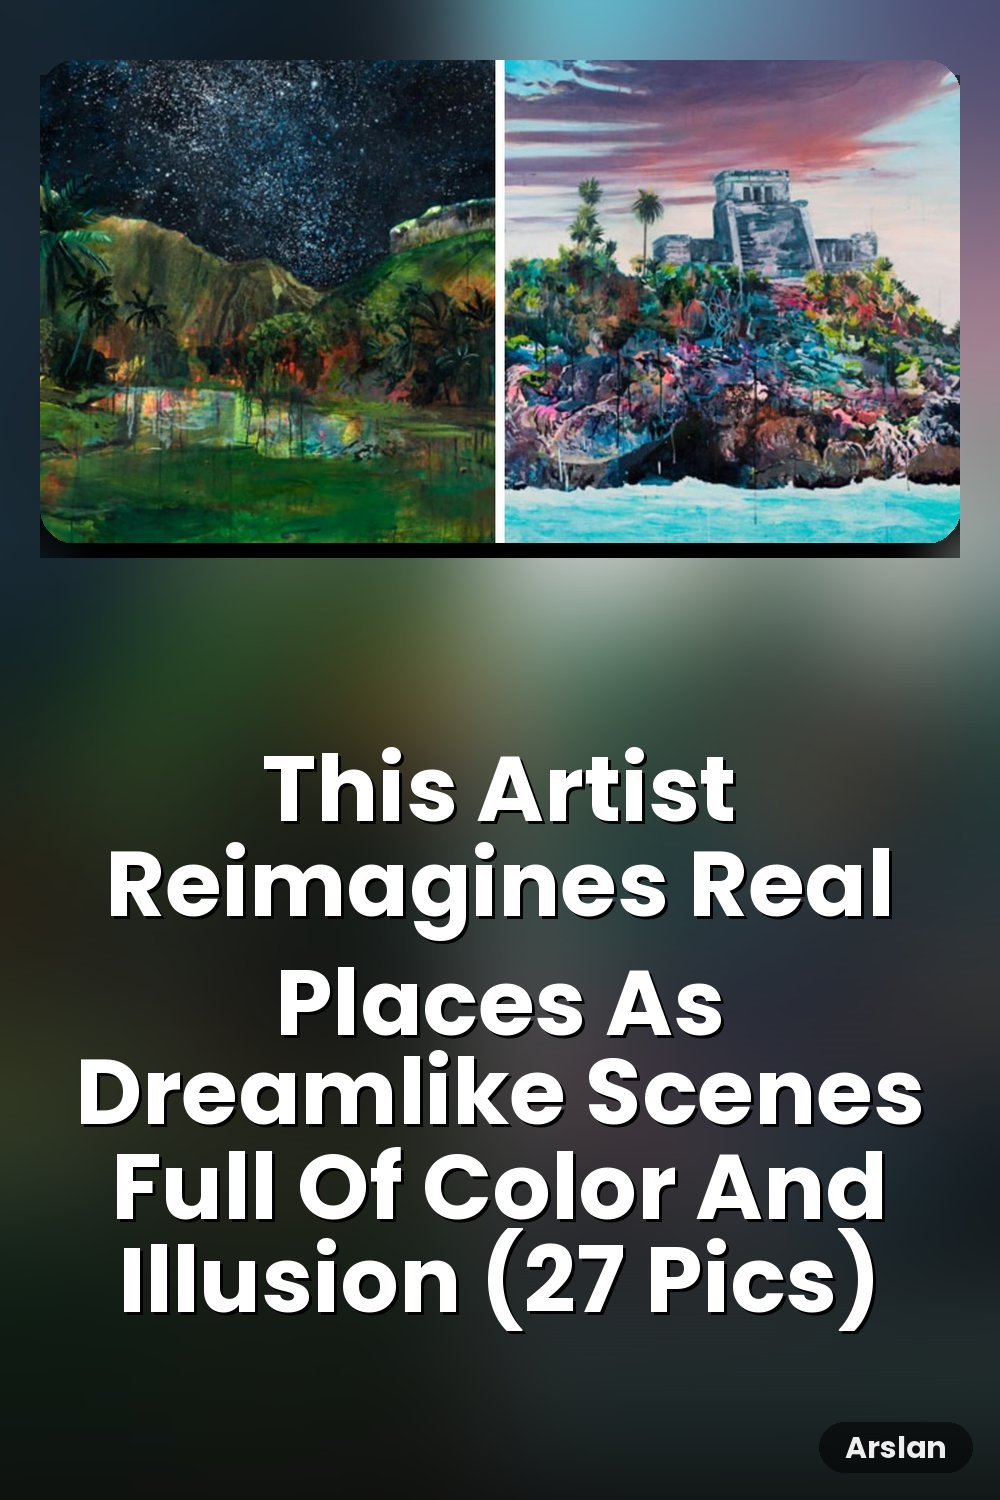 This Artist
Reimagines Real
Places As
Dreamlike Scenes
Full Of Color And
Illusion (27 Pics)
Arslan